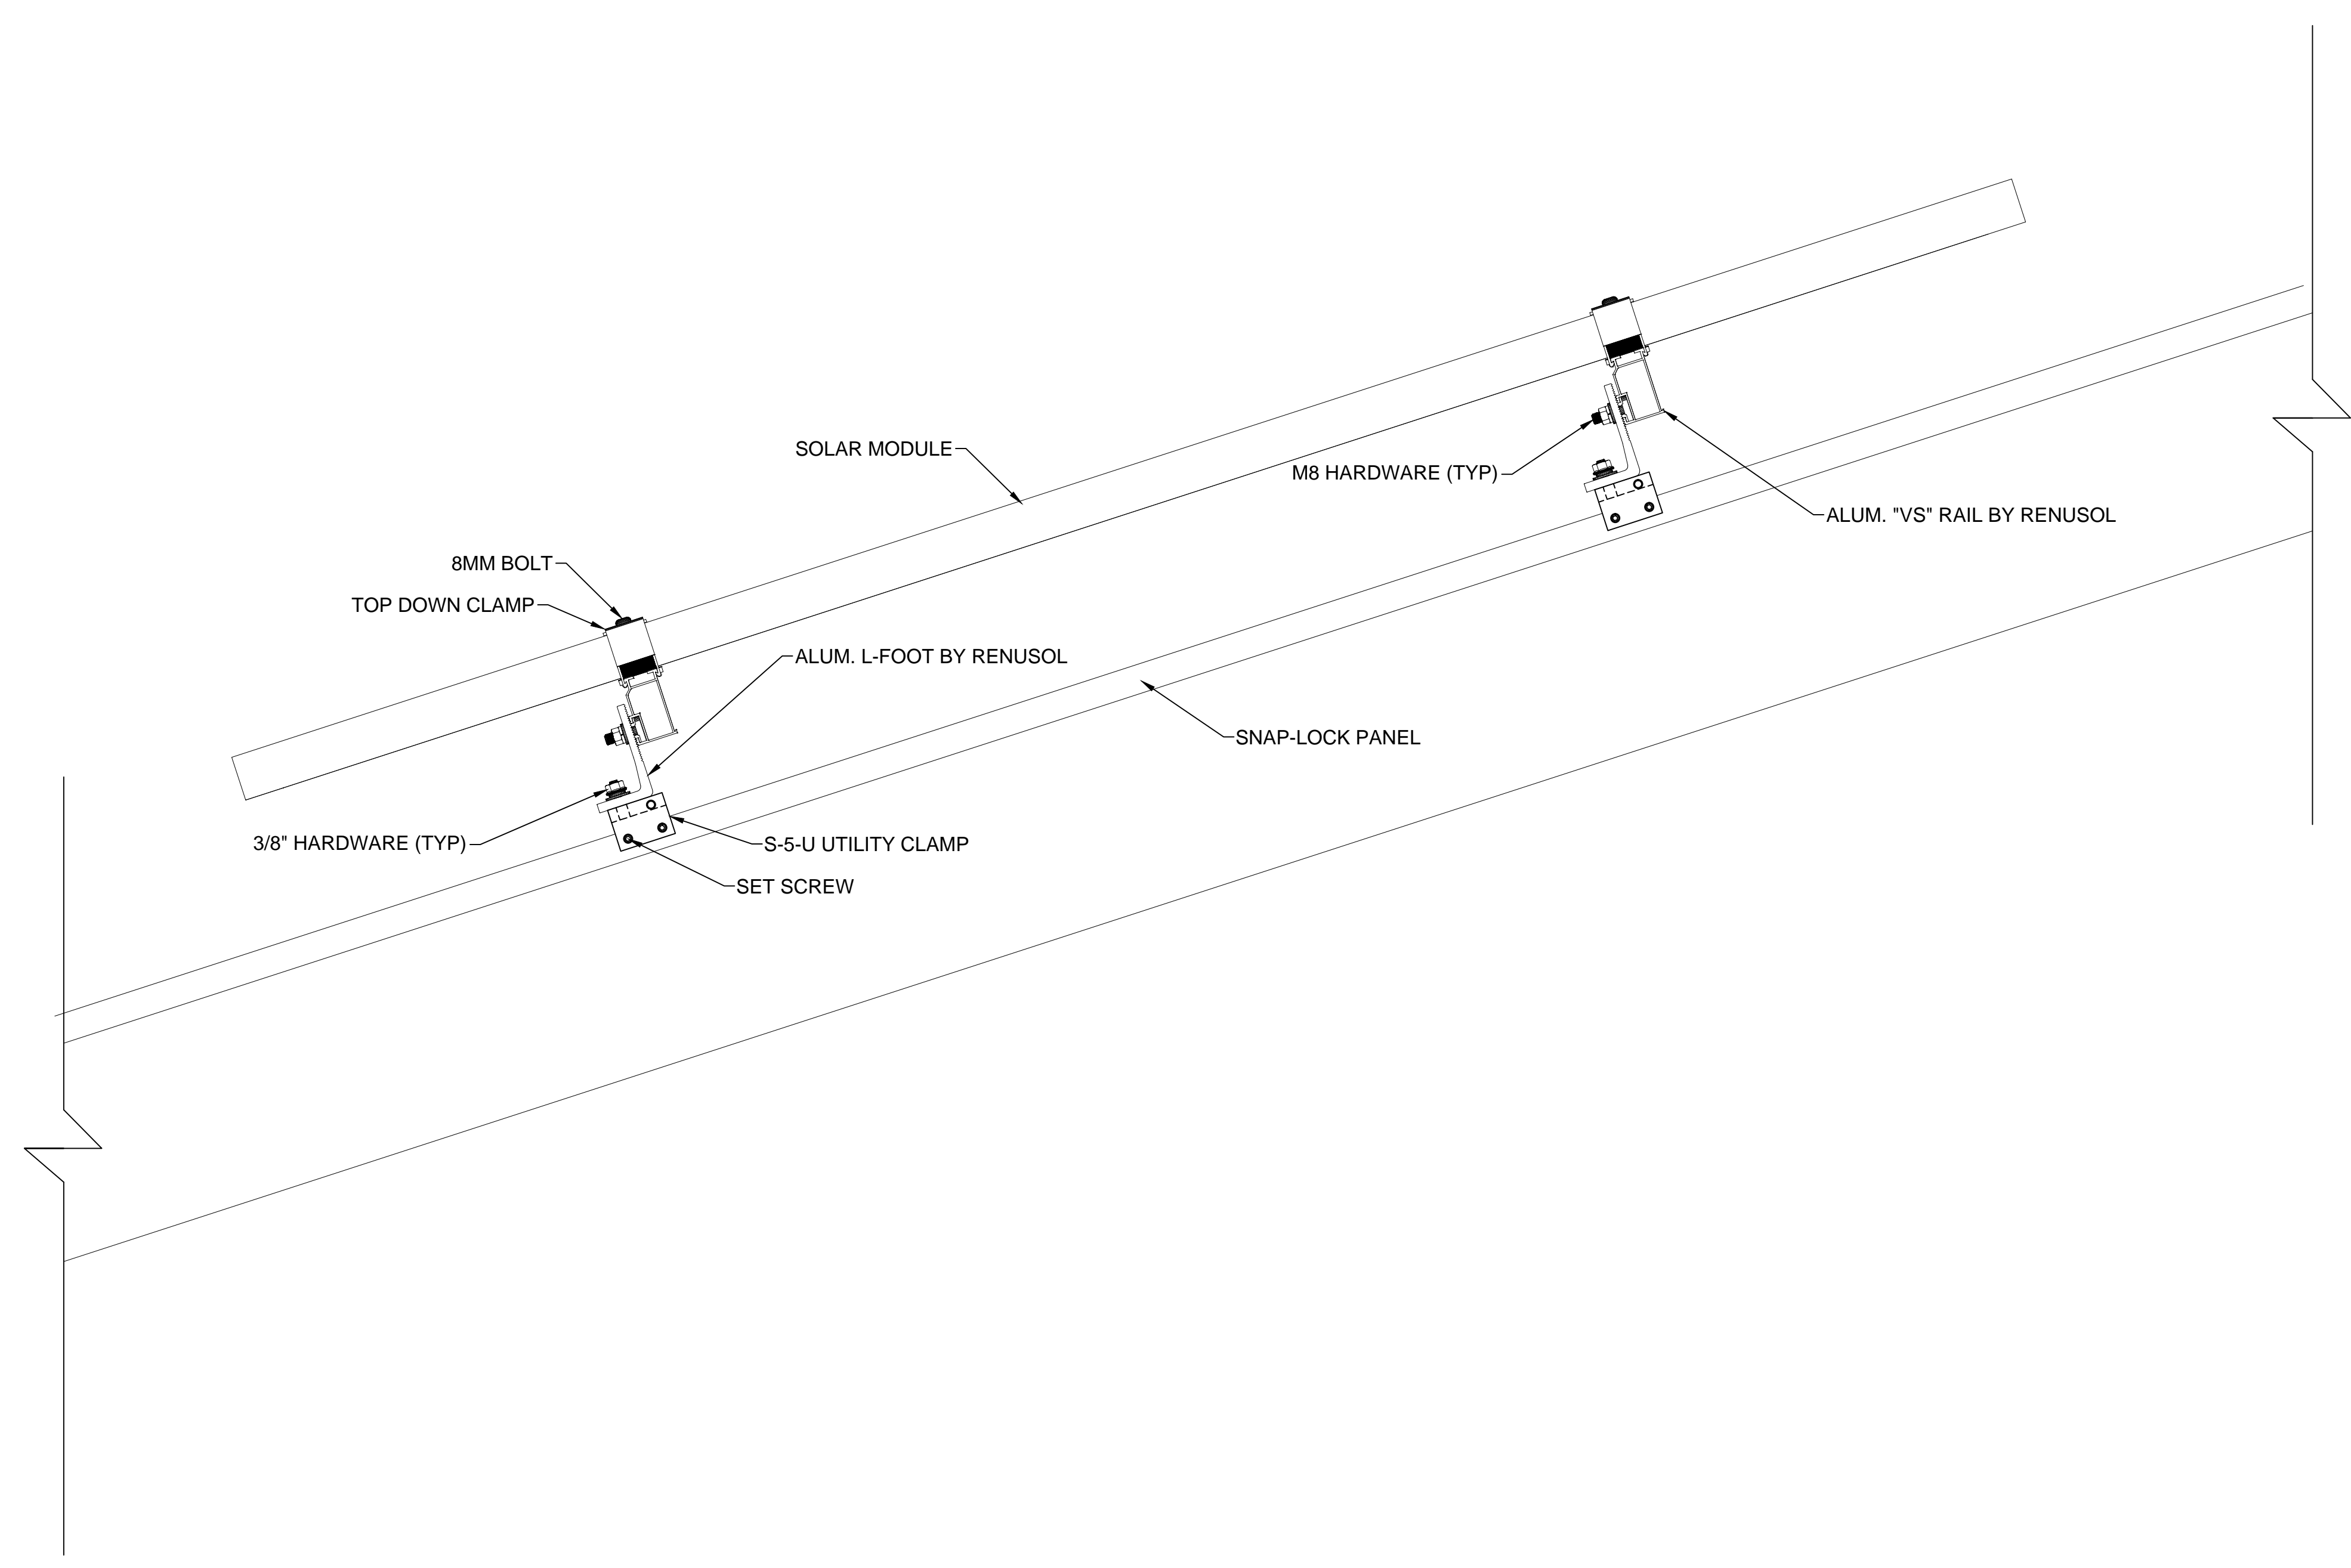 SOLAR MODULE
M8 HARDWARE (TYP)
ALUM. "VS" RAIL BY RENUSOL
8MM BOLT
TOP DOWN CLAMP
ALUM. L-FOOT BY RENUSOL
SNAP-LOCK PANEL
3/8" HARDWARE (TYP)
S-5-U UTILITY CLAMP
SET SCREW